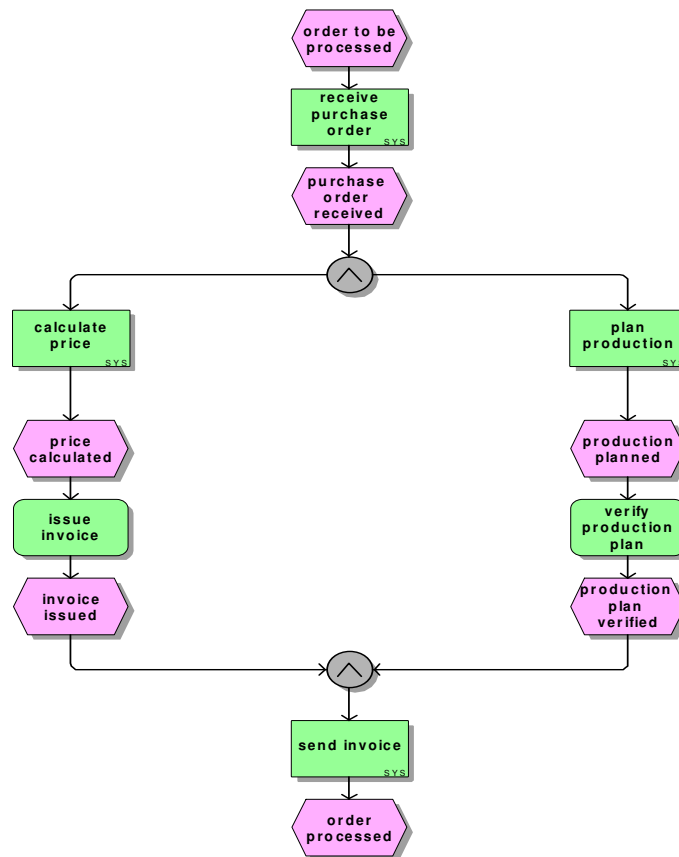 order to be
processed
receive
purchase
order
SYS
purchase
order
received
calculate
price
SYS
plan
production
SYS
price
calculated
production
planned
issue
invoice
verify
production
plan
invoice
issued
production
plan
verified
send invoice
SYS
order
processed